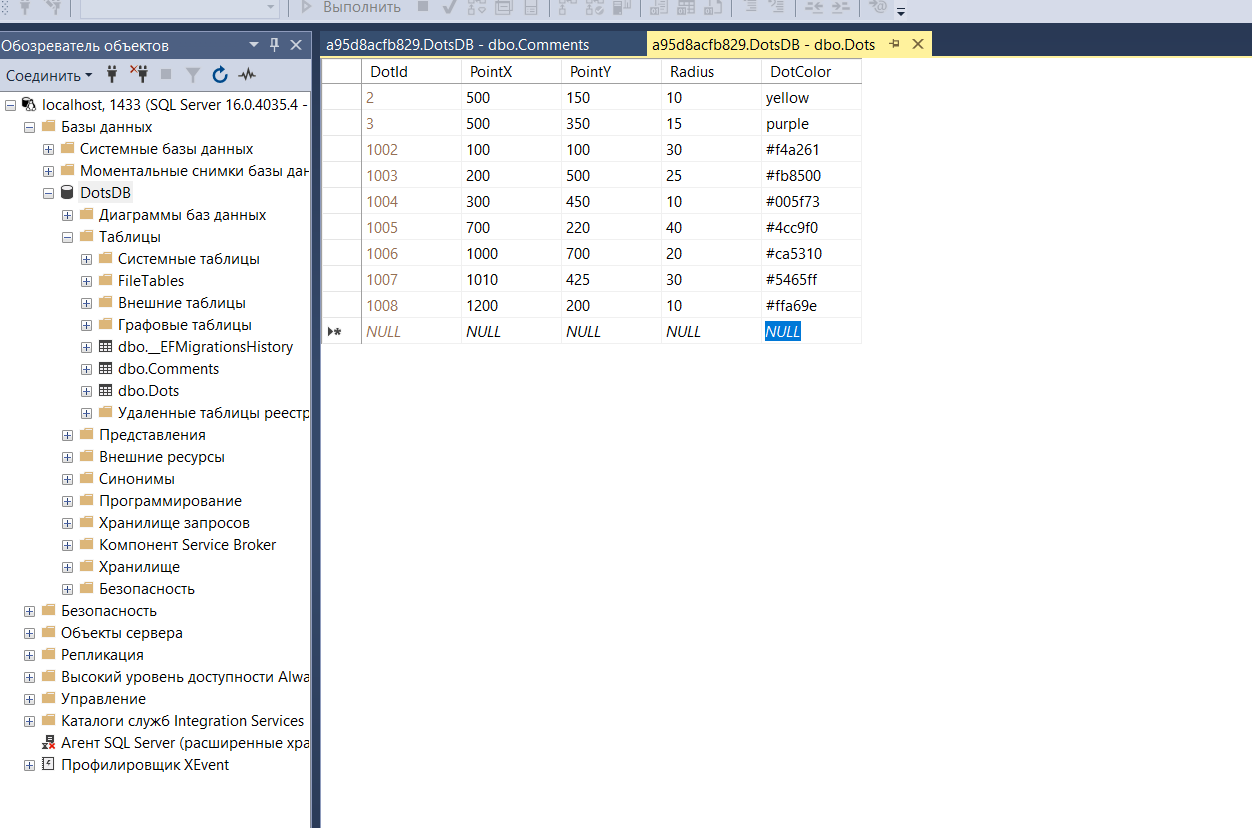 Выполнить
Обозреватель объектов
Соединить
localhost, 1433 (SQL Server 16.0.4035.4 -
Базы данных
Системные базы данных
Моментальные снимки базы дан
DotsDB
Диаграммы баз данных
Таблицы
Системные таблицы
FileTables
Внешние таблицы
Графовые таблицы
dbo.__EFMigrationsHistory
dbo.Comments
dbo.Dots
Удаленные таблицы реестр
Представления
Внешние ресурсы
Синонимы
Программирование
Хранилище запросов
Компонент Service Broker
Хранилище
Безопасность
Безопасность
Объекты сервера
Репликация
Высокий уровень доступности Alwa
Управление
Каталоги служб Integration Services
Агент SQL Server (расширенные хра
Профилировщик XEvent
a95d8acfb829.DotsDB - dbo.Comments
a95d8acfb829.DotsDB - dbo.Dots
DotId PointX PointY Radius DotColor
2 500 150 10 yellow
3 500 350 15 purple
1002 100 100 30 #f4a261
1003 200 500 25 #fb8500
1004 300 450 10 #005f73
1005 700 220 40 #4cc9f0
1006 1000 700 20 #ca5310
1007 1010 425 30 #5465ff
1008 1200 200 10 #ffa69e
NULL NULL NULL NULL NULL